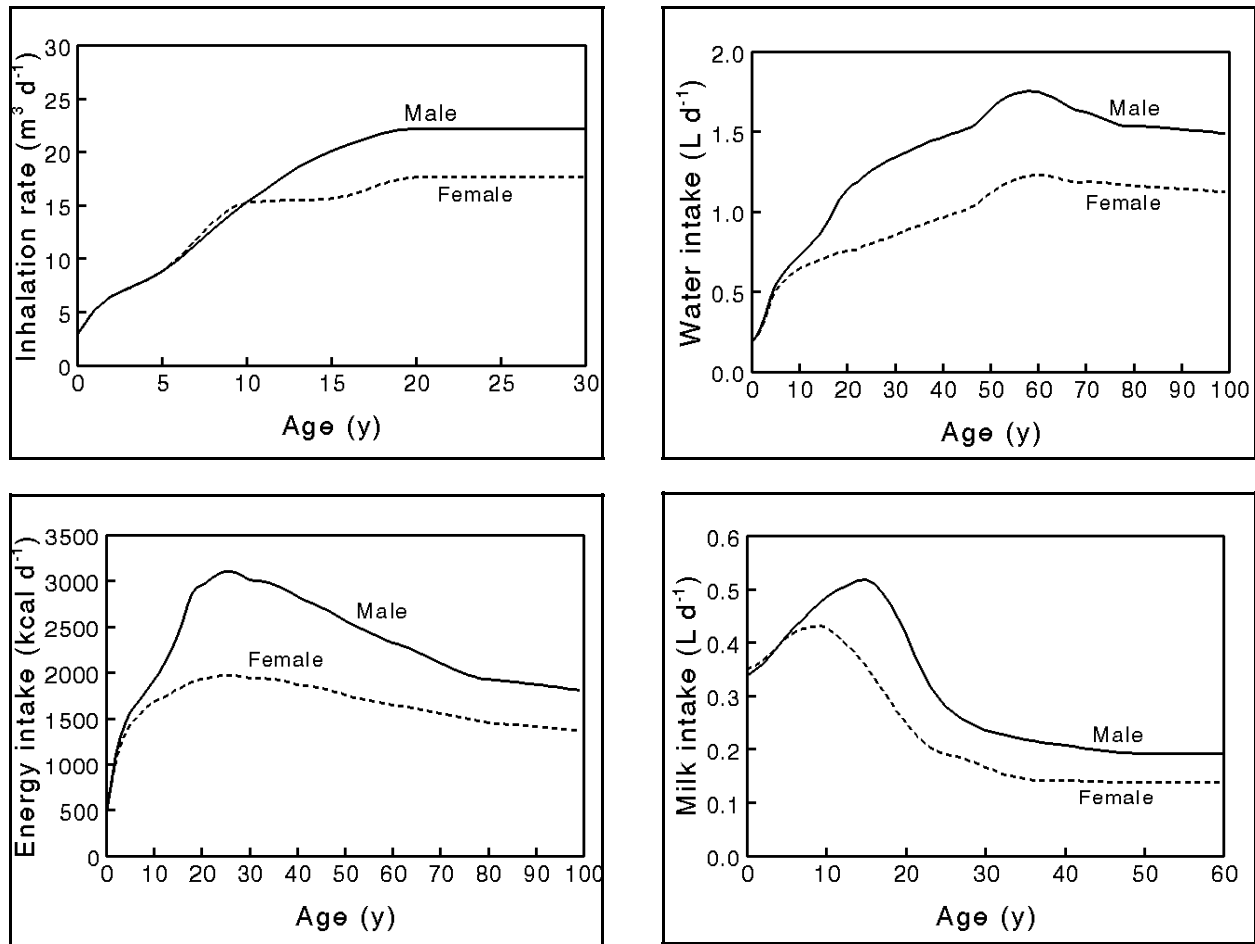 Inhalation rate (m³ d⁻¹)
30
25
20
15
10
5
0
Male
Female
0 5 10 15 20 25 30
Age (y)
Water intake (L d⁻¹)
2.0
1.5
1.0
0.5
0.0
Male
Female
0 10 20 30 40 50 60 70 80 90 100
Age (y)
Energy intake (kcal d⁻¹)
3500
3000
2500
2000
1500
1000
500
0
Male
Female
0 10 20 30 40 50 60 70 80 90 100
Age (y)
Milk intake (L d⁻¹)
0.6
0.5
0.4
0.3
0.2
0.1
0.0
Male
Female
0 10 20 30 40 50 60
Age (y)